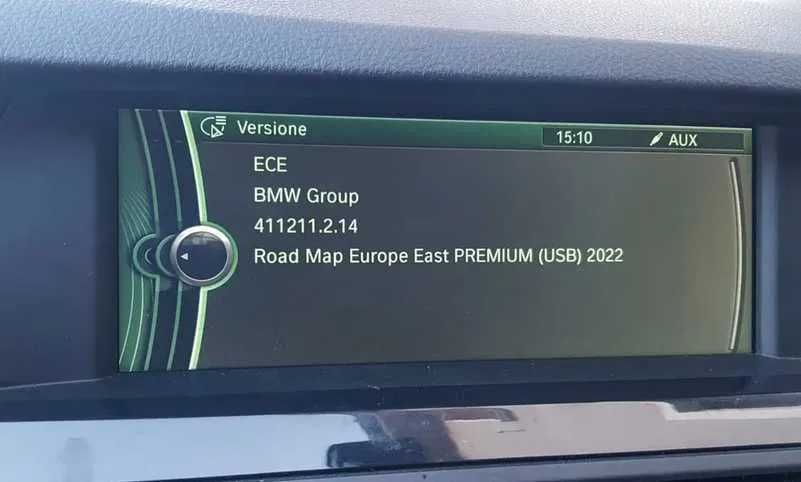 Versione
15:10 AUX
ECE
BMW Group
411211.2.14
Road Map Europe East PREMIUM (USB) 2022